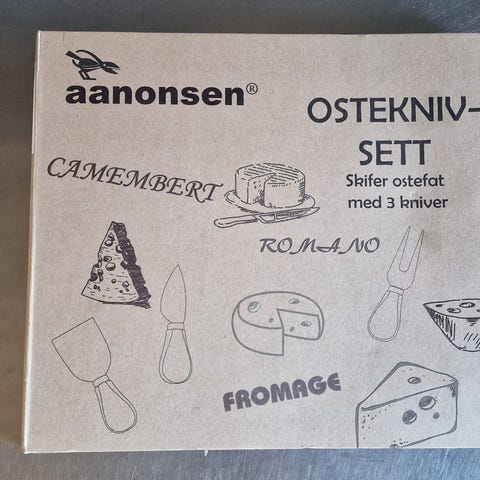 aanonsen®
OSTEKNIV-
SETT
Skifer ostefat
med 3 kniver
CAMEMBERT
ROMANO
FROMAGE